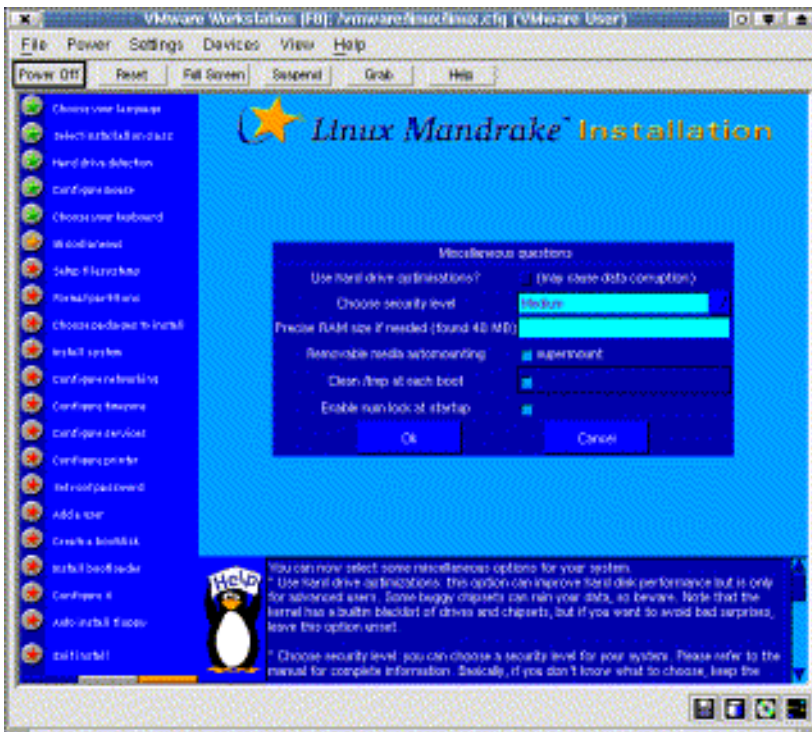 VMware Workstation [F8]: /vmware/linux/linux.cfg (VMware User)
File Power Settings Devices View Help
Power Off Reset Full Screen Suspend Grab Help
Linux Mandrake™ Installation
Choose your language
Select installation class
Hard drive detection
Configure mouse
Choose your keyboard
Miscellaneous
Setup filesystems
Format partitions
Choose packages to install
Install system
Configure networking
Configure timezone
Configure services
Configure printer
Set root password
Add a user
Create a bootdisk
Install bootloader
Configure X
Auto install floppy
Exit install
Miscellaneous questions
Use hard drive optimisations? (may cause data corruption)
Choose security level Medium
Precise RAM size if needed (found 48 MB)
Removable media automounting supermount
Clean /tmp at each boot
Enable num lock at startup
Ok Cancel
Help
You can now select some miscellaneous options for your system.
* Use hard drive optimizations: this option can improve hard disk performance but is only
for advanced users. Some buggy chipsets can ruin your data, so beware. Note that the
kernel has a builtin blacklist of drives and chipsets, but if you want to avoid bad surprises,
leave this option unset.
* Choose security level: you can choose a security level for your system. Please refer to the
manual for complete information. Basically, if you don't know what to choose, keep the